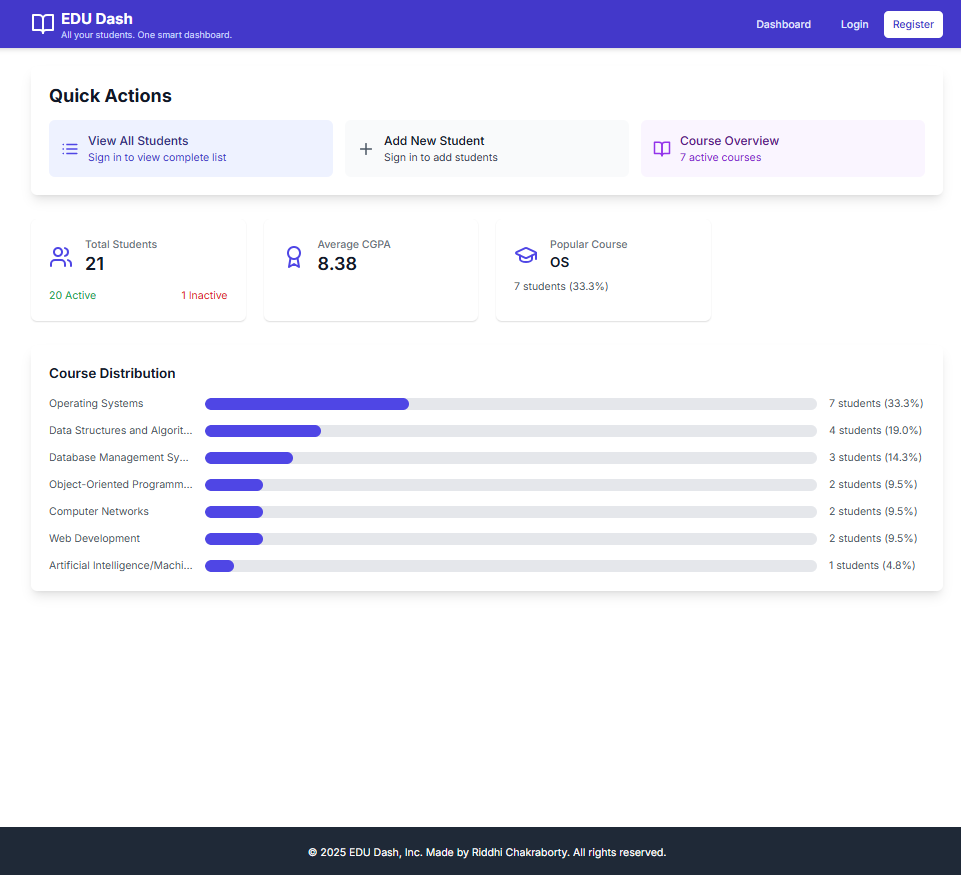 EDU Dash
All your students. One smart dashboard.
Dashboard
Login
Register
Quick Actions
View All Students
Sign in to view complete list
Add New Student
Sign in to add students
Course Overview
7 active courses
Total Students
21
20 Active
1 Inactive
Average CGPA
8.38
Popular Course
OS
7 students (33.3%)
Course Distribution
Operating Systems
7 students (33.3%)
Data Structures and Algorit...
4 students (19.0%)
Database Management Sy...
3 students (14.3%)
Object-Oriented Programm...
2 students (9.5%)
Computer Networks
2 students (9.5%)
Web Development
2 students (9.5%)
Artificial Intelligence/Machi...
1 students (4.8%)
© 2025 EDU Dash, Inc. Made by Riddhi Chakraborty. All rights reserved.